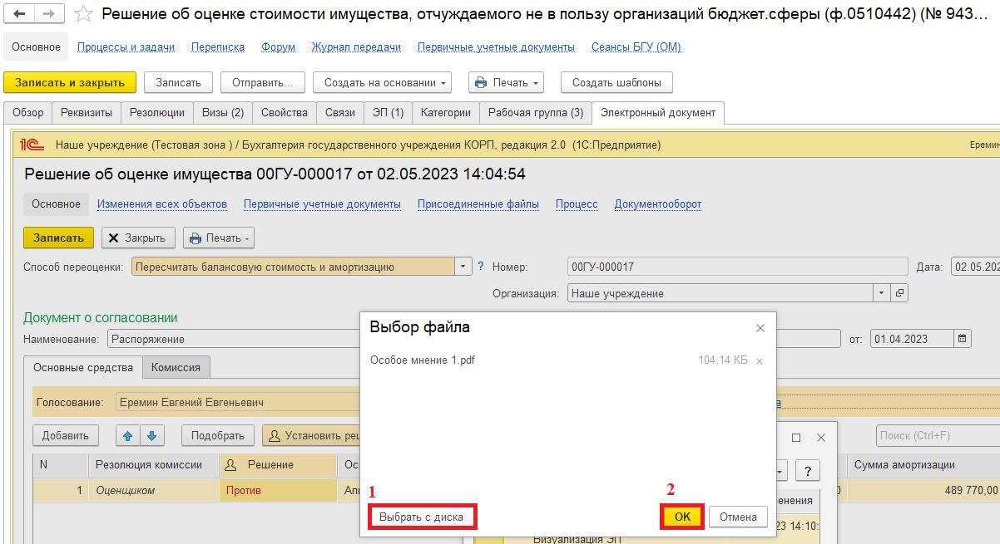 Решение об оценке стоимости имущества, отчуждаемого не в пользу организаций бюджет.сферы (ф.0510442) (№ 943...
Основное Процессы и задачи Переписка Форум Журнал передачи Первичные учетные документы Сеансы БГУ (ОМ)
Записать и закрыть Записать Отправить... Создать на основании Печать Создать шаблоны
Обзор Реквизиты Резолюции Визы (2) Свойства Связи ЭП (1) Категории Рабочая группа (3) Электронный документ
1С Наше учреждение (Тестовая зона ) / Бухгалтерия государственного учреждения КОРП, редакция 2.0 (1С:Предприятие) Еремин
Решение об оценке имущества 00ГУ-000017 от 02.05.2023 14:04:54
Основное Изменения всех объектов Первичные учетные документы Присоединенные файлы Процесс Документооборот
Записать Закрыть Печать
Способ переоценки: Пересчитать балансовую стоимость и амортизацию ? Номер: 00ГУ-000017 Дата: 02.05.202
Организация: Наше учреждение
Документ о согласовании
Наименование: Распоряжение от: 01.04.2023
Основные средства Комиссия
Голосование: Еремин Евгений Евгеньевич а
Добавить Подобрать Установить реш Поиск (Ctrl+F)
N Резолюция комиссии Решение Ос Сумма амортизации
1 Оценщиком Против Апп 0 489 770,00
Выбор файла
Особое мнение 1.pdf 104,14 КБ
1 2
Выбрать с диска ОК Отмена
?
енения
23 14:10:
Визуализация ЭП